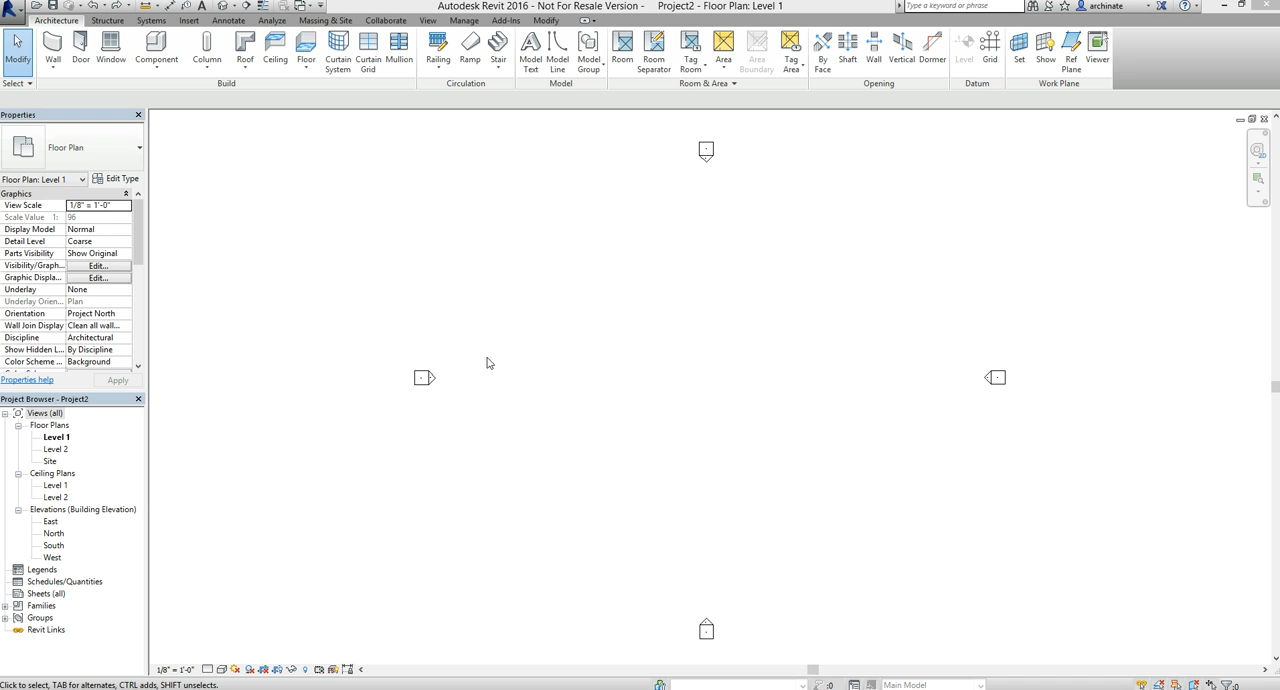 Autodesk Revit 2016 - Not For Resale Version - Project2 - Floor Plan: Level 1
Type a keyword or phrase
archinate
Architecture Structure Systems Insert Annotate Analyze Massing & Site Collaborate View Manage Add-Ins Modify
Modify Wall Door Window Component Column Roof Ceiling Floor Curtain System Curtain Grid Mullion Railing Ramp Stair Model Text Model Line Model Group Room Room Separator Tag Room Area Area Boundary Tag Area By Face Shaft Wall Vertical Dormer Level Grid Set Show Ref Plane Viewer
Select Build Circulation Model Room & Area Opening Datum Work Plane
Properties
Floor Plan
Floor Plan: Level 1 Edit Type
Graphics
View Scale 1/8" = 1'-0"
Scale Value 1: 96
Display Model Normal
Detail Level Coarse
Parts Visibility Show Original
Visibility/Graph... Edit...
Graphic Displa... Edit...
Underlay None
Underlay Orien... Plan
Orientation Project North
Wall Join Display Clean all wall...
Discipline Architectural
Show Hidden L... By Discipline
Color Scheme ... Background
Properties help Apply
Project Browser - Project2
Views (all)
Floor Plans
Level 1
Level 2
Site
Ceiling Plans
Level 1
Level 2
Elevations (Building Elevation)
East
North
South
West
Legends
Schedules/Quantities
Sheets (all)
Families
Groups
Revit Links
1/8" = 1'-0"
Click to select, TAB for alternates, CTRL adds, SHIFT unselects.
:0
Main Model
:0